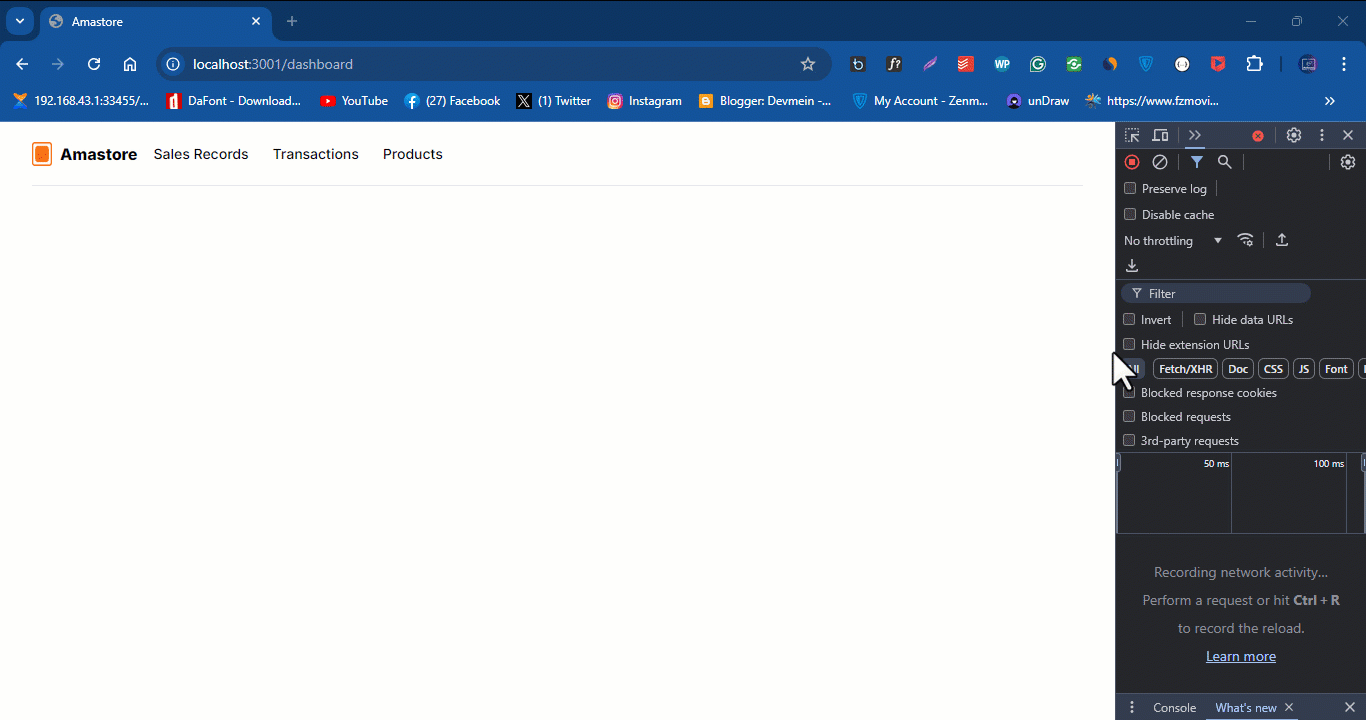 Amastore
localhost:3001/dashboard
192.168.43.1:33455/... DaFont - Download... YouTube (27) Facebook (1) Twitter Instagram Blogger: Devmein -... My Account - Zenm... unDraw https://www.fzmovi...
Amastore Sales Records Transactions Products
Preserve log
Disable cache
No throttling
Filter
Invert Hide data URLs
Hide extension URLs
Fetch/XHR Doc CSS JS Font
Blocked response cookies
Blocked requests
3rd-party requests
50 ms 100 ms
Recording network activity...
Perform a request or hit Ctrl + R
to record the reload.
Learn more
Console What's new